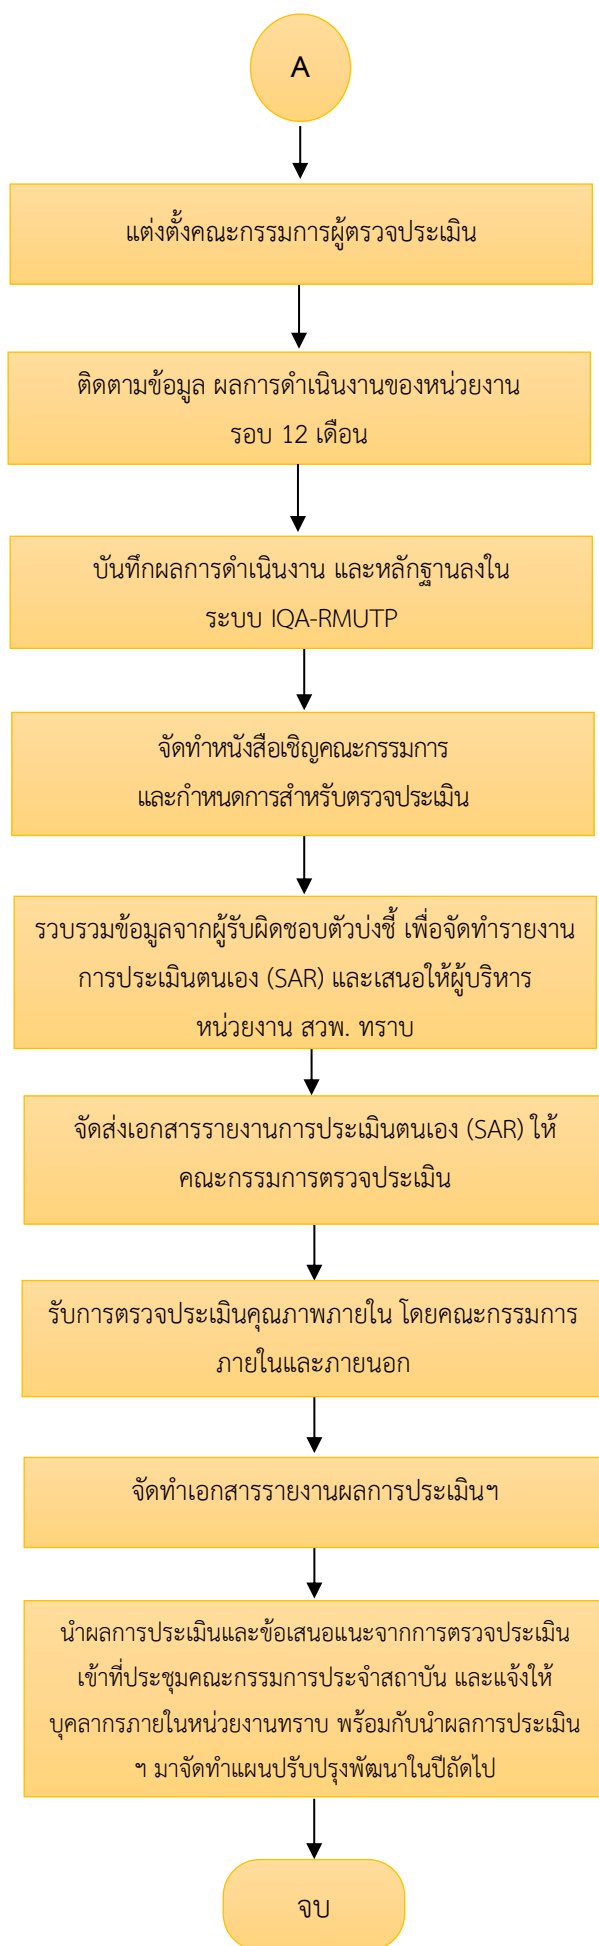 A
แต่งตั้งคณะกรรมการผู้ตรวจประเมิน
ติดตามข้อมูล ผลการดำเนินงานของหน่วยงาน
รอบ 12 เดือน
บันทึกผลการดำเนินงาน และหลักฐานลงใน
ระบบ IQA-RMUTP
จัดทำหนังสือเชิญคณะกรรมการ
และกำหนดการสำหรับตรวจประเมิน
รวบรวมข้อมูลจากผู้รับผิดชอบตัวบ่งชี้ เพื่อจัดทำรายงาน
การประเมินตนเอง (SAR) และเสนอให้ผู้บริหาร
หน่วยงาน สวพ. ทราบ
จัดส่งเอกสารรายงานการประเมินตนเอง (SAR) ให้
คณะกรรมการตรวจประเมิน
รับการตรวจประเมินคุณภาพภายใน โดยคณะกรรมการ
ภายในและภายนอก
จัดทำเอกสารรายงานผลการประเมินฯ
นำผลการประเมินและข้อเสนอแนะจากการตรวจประเมิน
เข้าที่ประชุมคณะกรรมการประจำสถาบัน และแจ้งให้
บุคลากรภายในหน่วยงานทราบ พร้อมกับนำผลการประเมิน
ฯ มาจัดทำแผนปรับปรุงพัฒนาในปีถัดไป
จบ